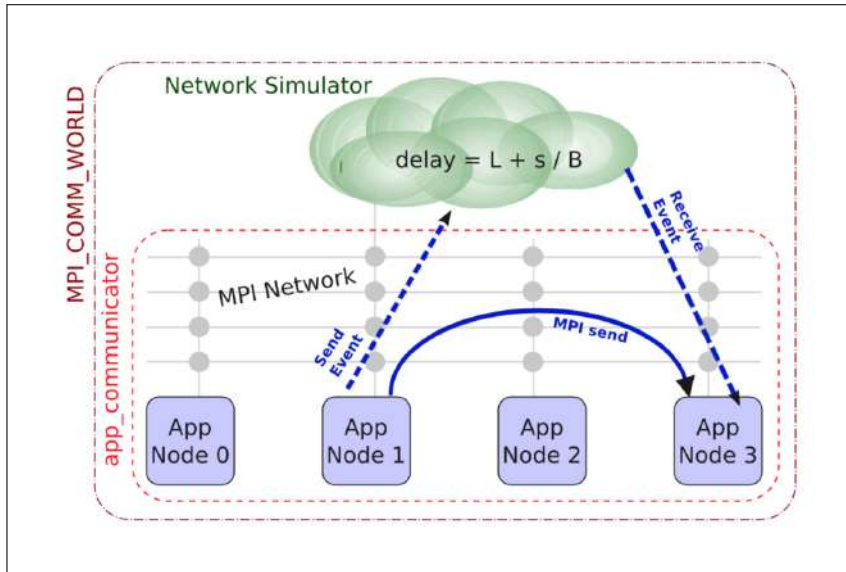 MPI_COMM_WORLD
Network Simulator
delay = L + s / B
Receive
Event
app_communicator
MPI Network
Send
Event
MPI send
App
Node 0
App
Node 1
App
Node 2
App
Node 3